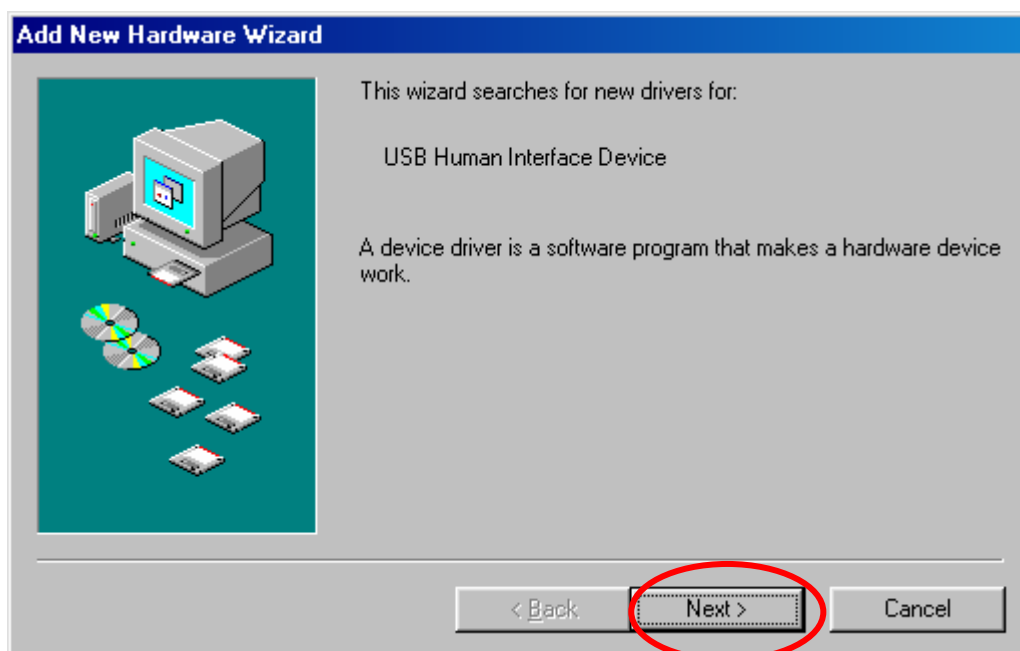 Add New Hardware Wizard
This wizard searches for new drivers for:
USB Human Interface Device
A device driver is a software program that makes a hardware device
work.
< Back
Next >
Cancel